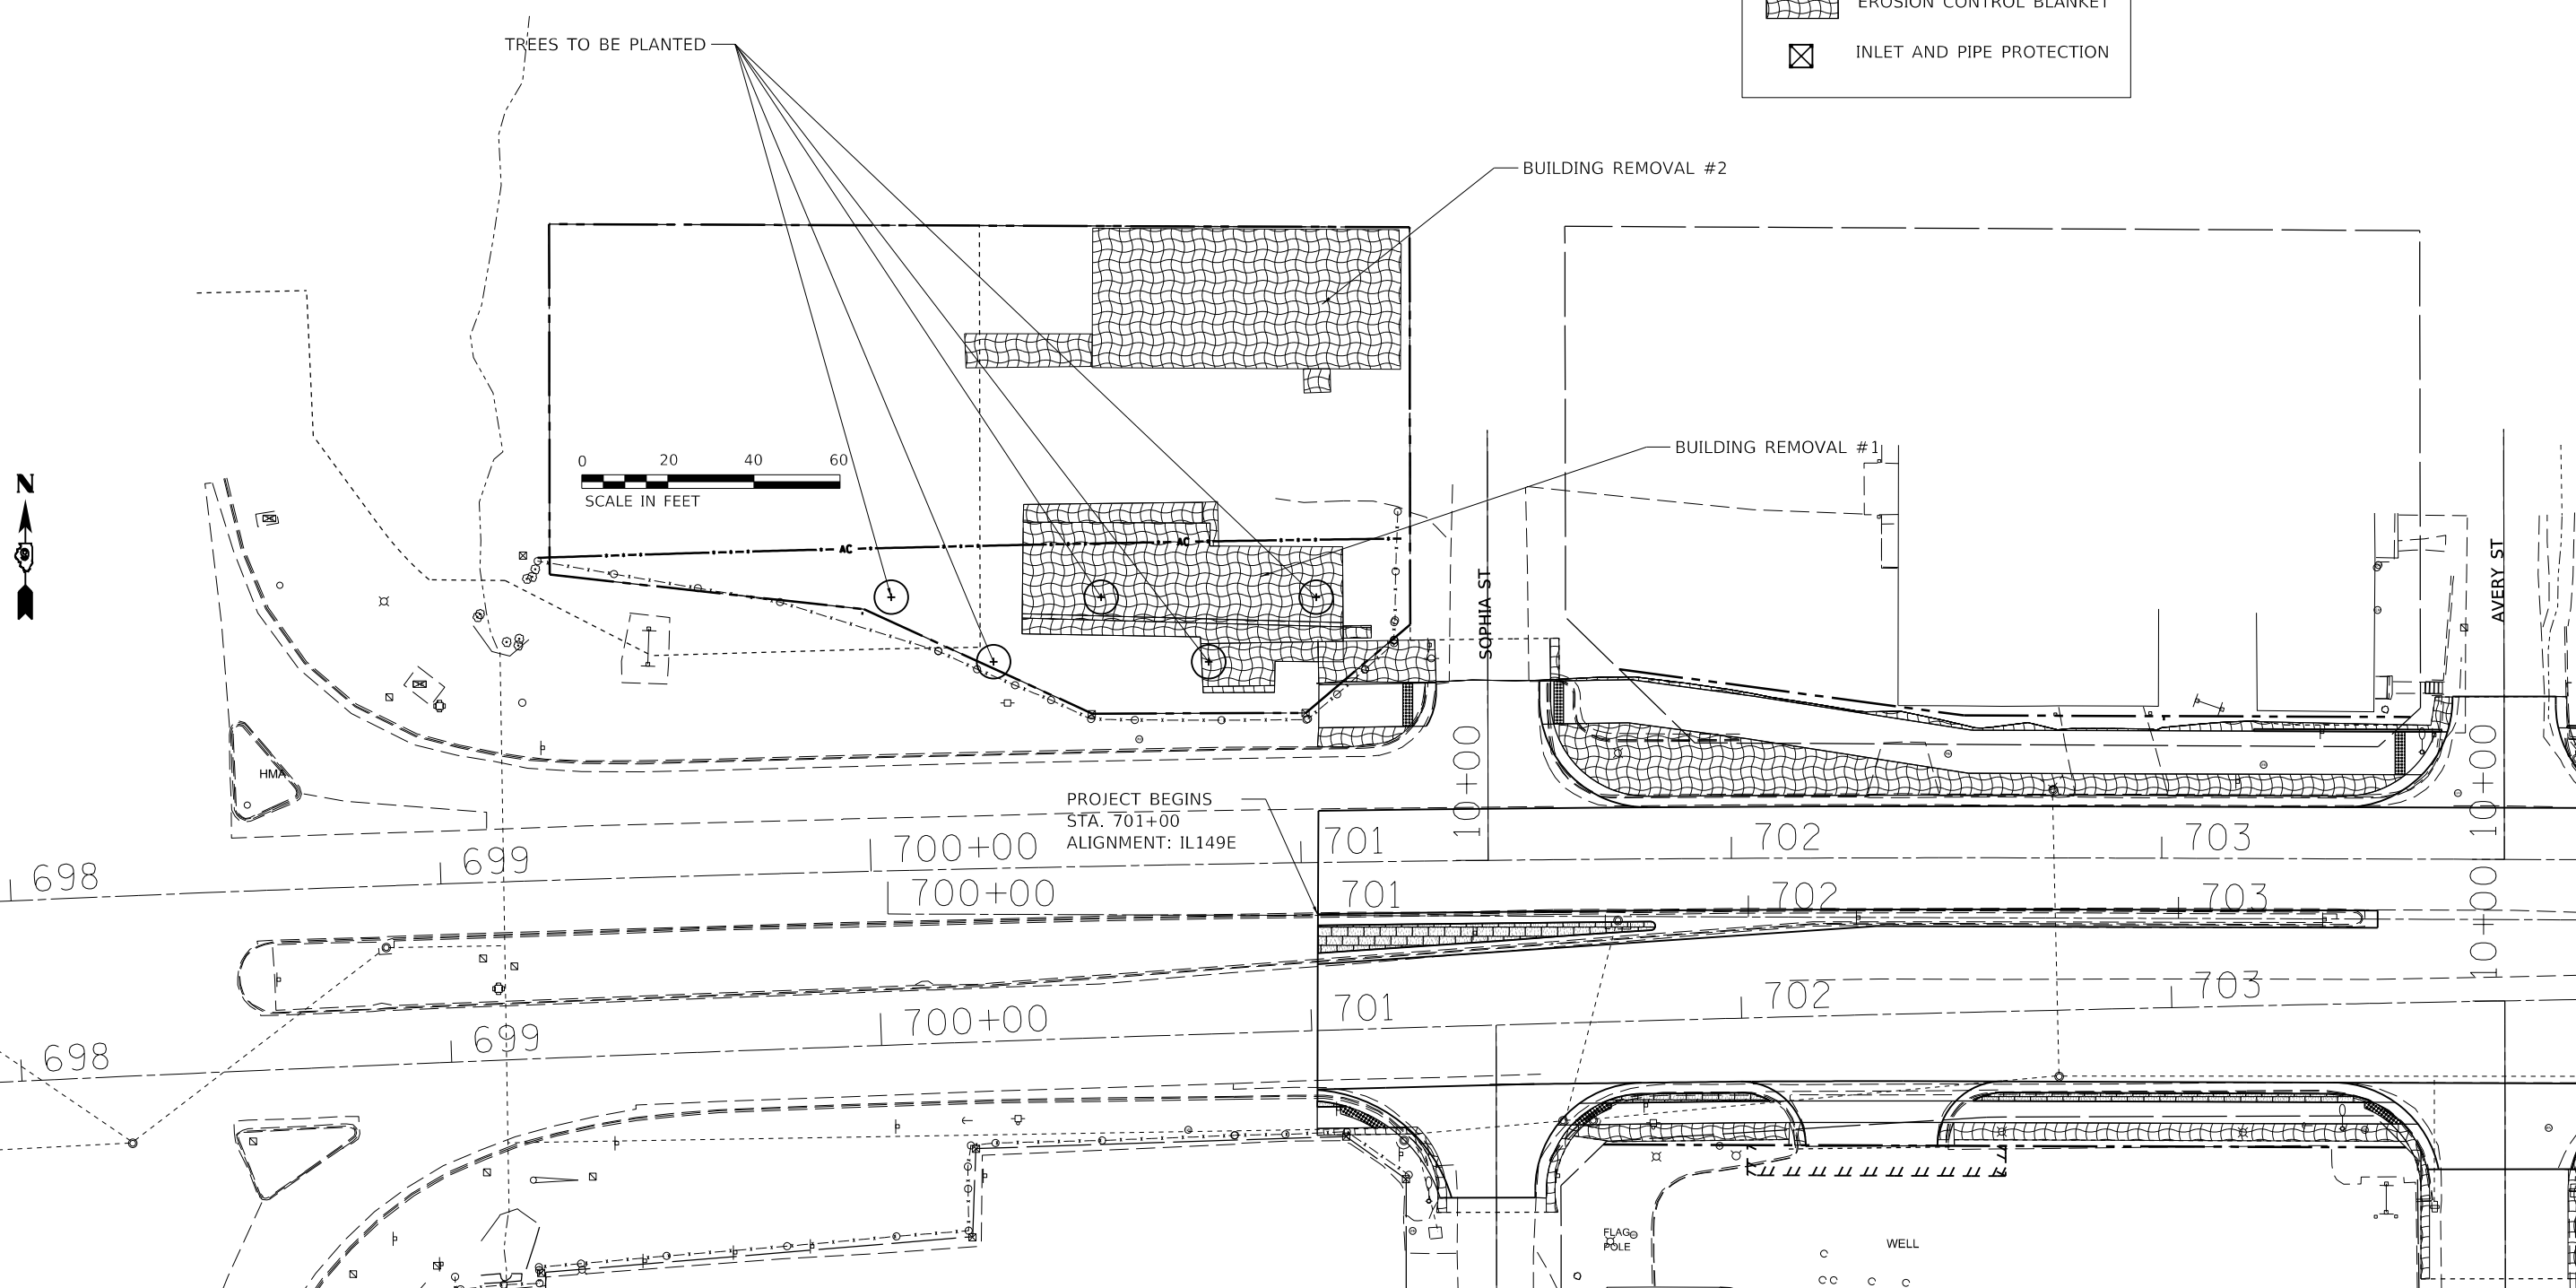 EROSION CONTROL BLANKET
INLET AND PIPE PROTECTION
TREES TO BE PLANTED
BUILDING REMOVAL #2
BUILDING REMOVAL #1
0 20 40 60
SCALE IN FEET
N
AC
AC
SOPHIA ST
AVERY ST
HMA
10+00
10+00
PROJECT BEGINS
STA. 701+00
ALIGNMENT: IL149E
698 699 700+00 701 702 703
700+00 701 702 703
10+00
698 699 700+00 701 702 703
FLAG
POLE
WELL